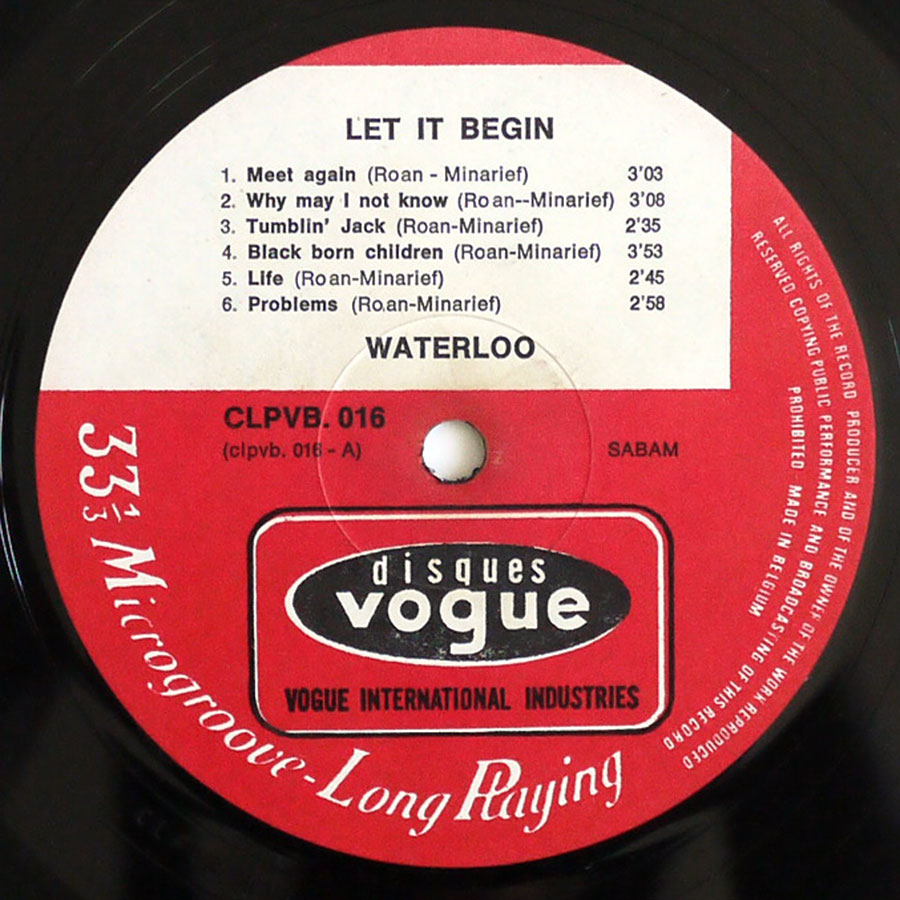 LET IT BEGIN
1. Meet again (Roan - Minarief) 3'03
2. Why may I not know (Roan--Minarief) 3'08
3. Tumblin' Jack (Roan-Minarief) 2'35
4. Black born children (Roan-Minarief) 3'53
5. Life (Roan-Minarief) 2'45
6. Problems (Roan-Minarief) 2'58
WATERLOO
CLPVB. 016
(clpvb. 016 - A) SABAM
disques
vogue
VOGUE INTERNATIONAL INDUSTRIES
33 1/3 Microgroove-Long Playing
ALL RIGHTS OF THE RECORD PRODUCER AND OF THE OWNEF OF THE WORK REPRODUCED
RESERVED COPYING PUBLIC PERFORMANCE AND BROADCASTING OF THIS RECORD
PROHIBITED MADE IN BELGIUM